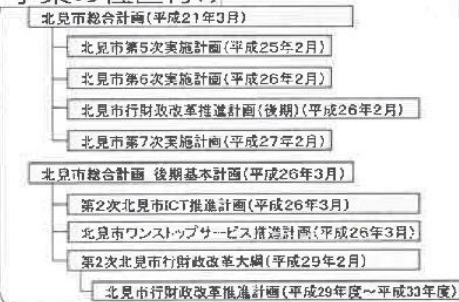 北見市総合計画(平成21年3月)
北見市第5次実施計画(平成25年2月)
北見市第6次実施計画(平成26年2月)
北見市行財政改革推進計画(後期)(平成26年2月)
北見市第7次実施計画(平成27年2月)
北見市総合計画 後期基本計画(平成26年3月)
第2次北見市ICT推進計画(平成26年3月)
北見市ワンストップサービス推進計画(平成26年3月)
第2次北見市行財政改革大綱(平成29年2月)
北見市行財政改革推進計画(平成29年度~平成33年度)